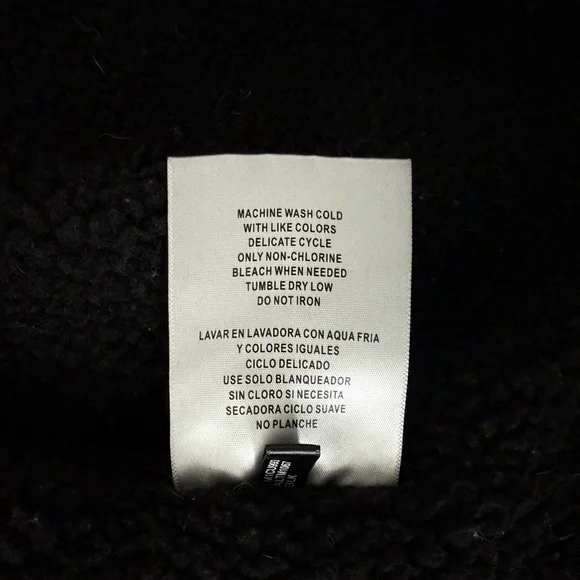 MACHINE WASH COLD
WITH LIKE COLORS
DELICATE CYCLE
ONLY NON-CHLORINE
BLEACH WHEN NEEDED
TUMBLE DRY LOW
DO NOT IRON
LAVAR EN LAVADORA CON AQUA FRIA
Y COLORES IGUALES
CICLO DELICADO
USE SOLO BLANQUEADOR
SIN CLORO SI NECESITA
SECADORA CICLO SUAVE
NO PLANCHE
BLK